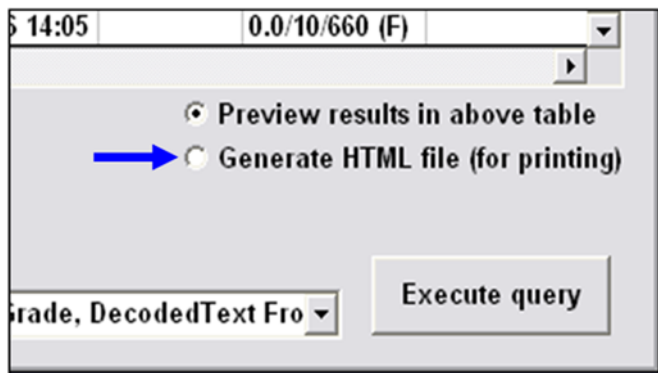 14:05 0.0/10/660 (F)
Preview results in above table
Generate HTML file (for printing)
Grade, DecodedText Fro
Execute query